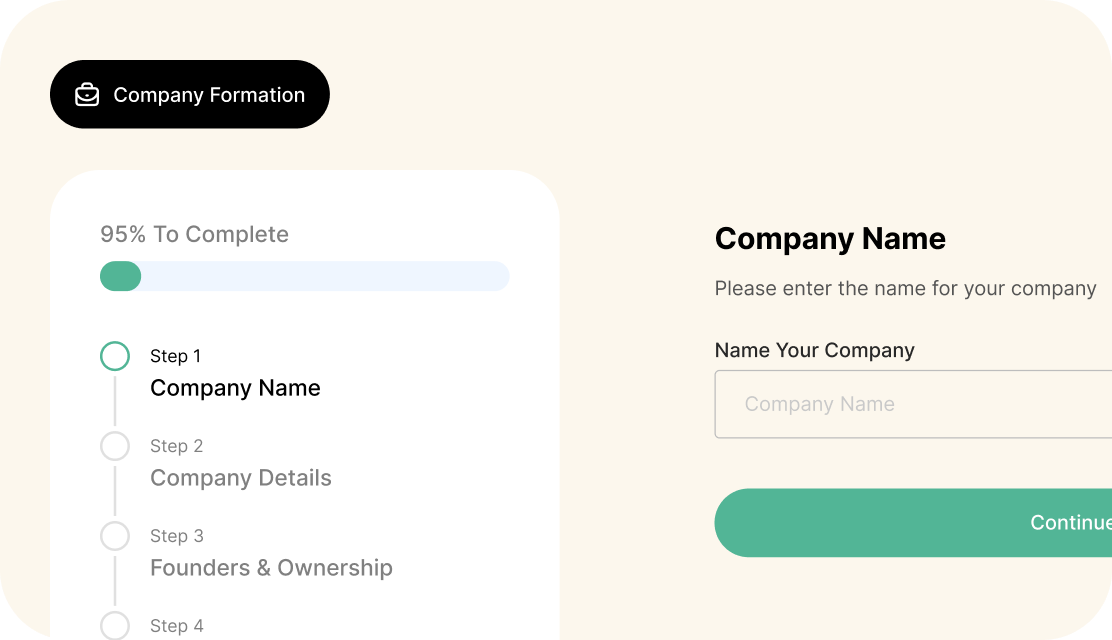 Company Formation
95% To Complete
Step 1
Company Name
Step 2
Company Details
Step 3
Founders & Ownership
Step 4
Company Name
Please enter the name for your company
Name Your Company
Company Name
Continue